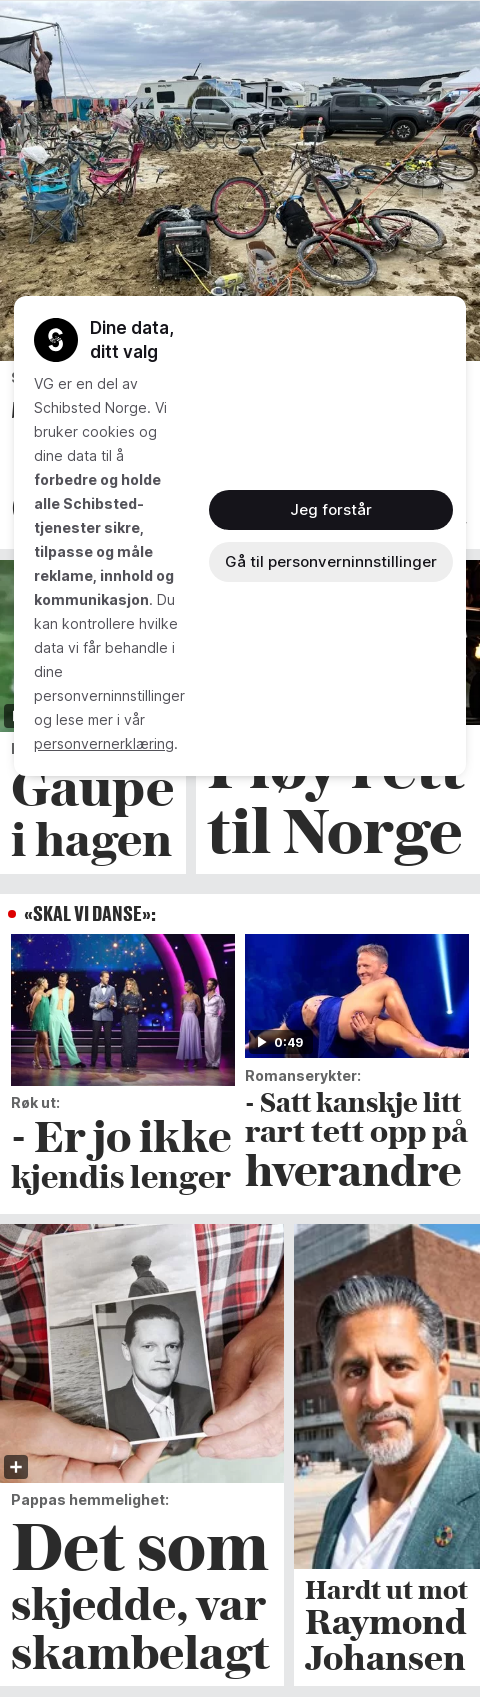 Dine data,
ditt valg
VG er en del av
Schibsted Norge. Vi
bruker cookies og
dine data til å
forbedre og holde
alle Schibsted-
tjenester sikre,
tilpasse og måle
reklame, innhold og
kommunikasjon. Du
kan kontrollere hvilke
data vi får behandle i
dine
personverninnstillinger
og lese mer i vår
personvernerklæring.
Jeg forstår
Gå til personverninnstillinger
Gaupe
i hagen
Fløy rett
til Norge
«SKAL VI DANSE»:
Røk ut:
- Er jo ikke
kjendis lenger
0:49
Romanserykter:
- Satt kanskje litt
rart tett opp på
hverandre
Pappas hemmelighet:
Det som
skjedde, var
skambelagt
Hardt ut mot
Raymond
Johansen